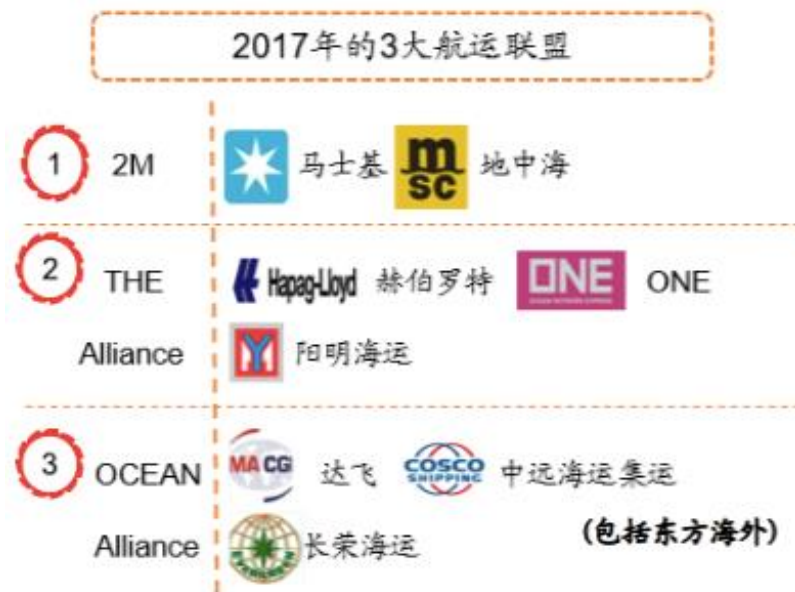 2017年的3大航运联盟
1 2M 马士基 m sc 地中海
2 THE Hapag-Lloyd 赫伯罗特 ONE ONE
Alliance 阳明海运
3 OCEAN MA CG 达飞 COSCO SHIPPING 中远海运集运
Alliance EVERGREEN 长荣海运 (包括东方海外)